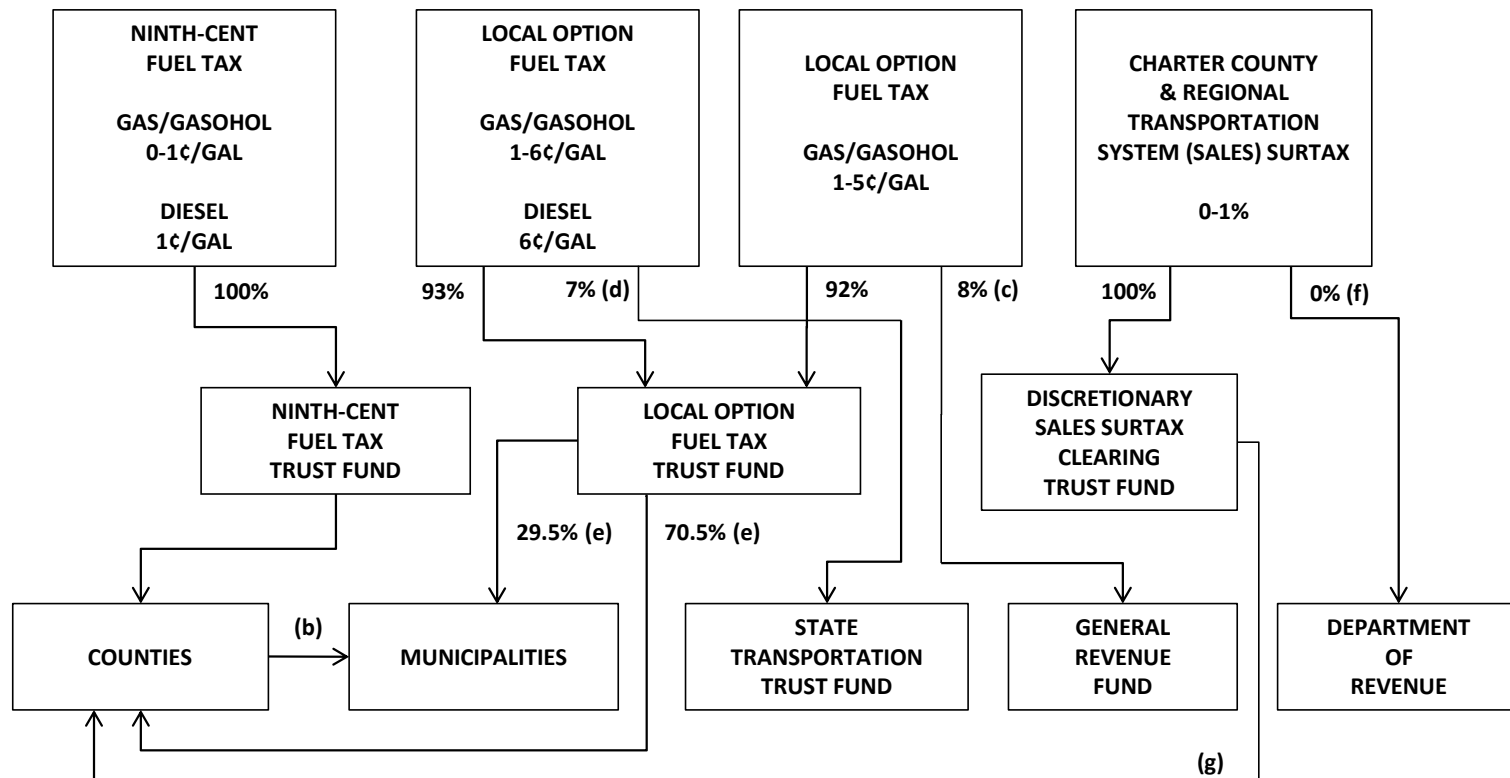 NINTH-CENT
FUEL TAX
GAS/GASOHOL
0-1¢/GAL
DIESEL
1¢/GAL
LOCAL OPTION
FUEL TAX
GAS/GASOHOL
1-6¢/GAL
DIESEL
6¢/GAL
LOCAL OPTION
FUEL TAX
GAS/GASOHOL
1-5¢/GAL
CHARTER COUNTY
& REGIONAL
TRANSPORTATION
SYSTEM (SALES) SURTAX
0-1%
100%
93%
7% (d)
92%
8% (c)
100%
0% (f)
NINTH-CENT
FUEL TAX
TRUST FUND
LOCAL OPTION
FUEL TAX
TRUST FUND
DISCRETIONARY
SALES SURTAX
CLEARING
TRUST FUND
29.5% (e)
70.5% (e)
COUNTIES
(b)
MUNICIPALITIES
STATE
TRANSPORTATION
TRUST FUND
GENERAL
REVENUE
FUND
DEPARTMENT
OF
REVENUE
(g)